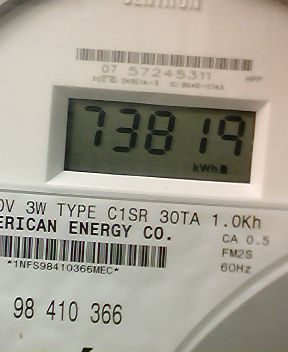 CENTRON
07 57245311
73819
kWh
0V 3W TYPE C1SR 30TA 1.0Kh
ERICAN ENERGY CO.
CA 0.5
FM2S
*1NFS98410366MEC*
60Hz
98 410 366